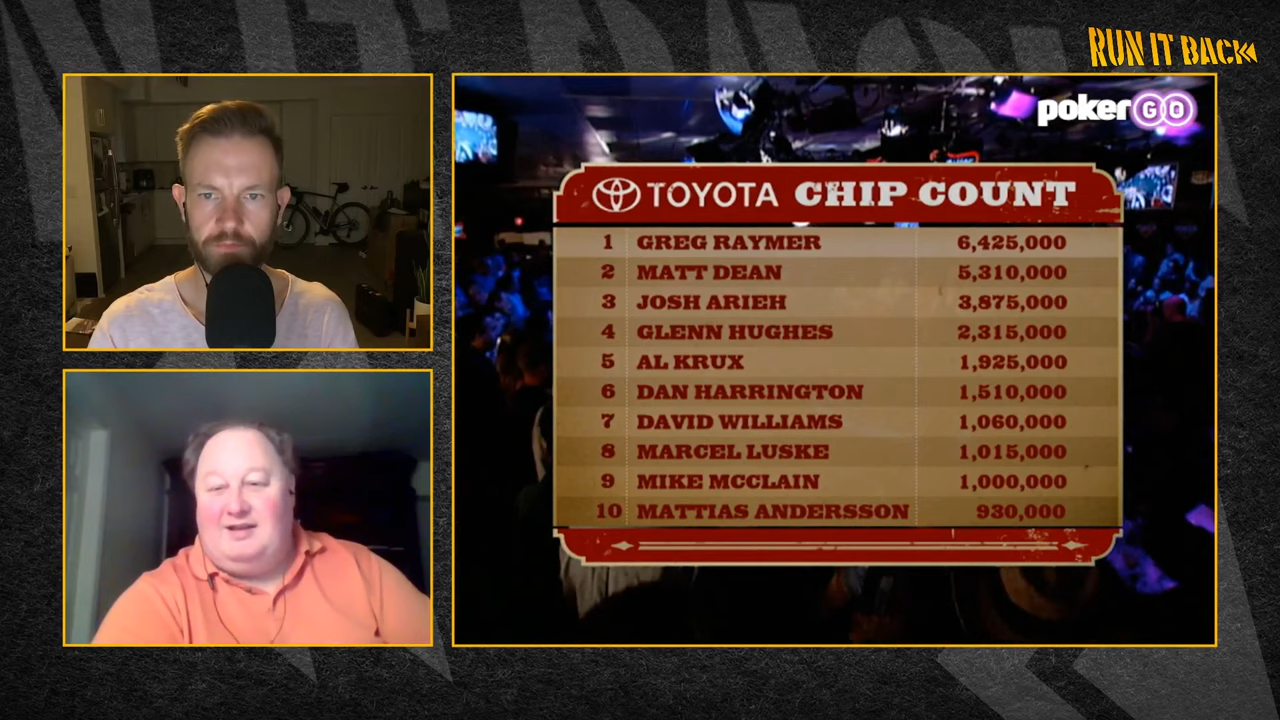 RUN IT BACK
poker GO
TOYOTA CHIP COUNT
1 GREG RAYMER 6,425,000
2 MATT DEAN 5,310,000
3 JOSH ARIEH 3,875,000
4 GLENN HUGHES 2,315,000
5 AL KRUX 1,925,000
6 DAN HARRINGTON 1,510,000
7 DAVID WILLIAMS 1,060,000
8 MARCEL LUSKE 1,015,000
9 MIKE MCCLAIN 1,000,000
10 MATTIAS ANDERSSON 930,000